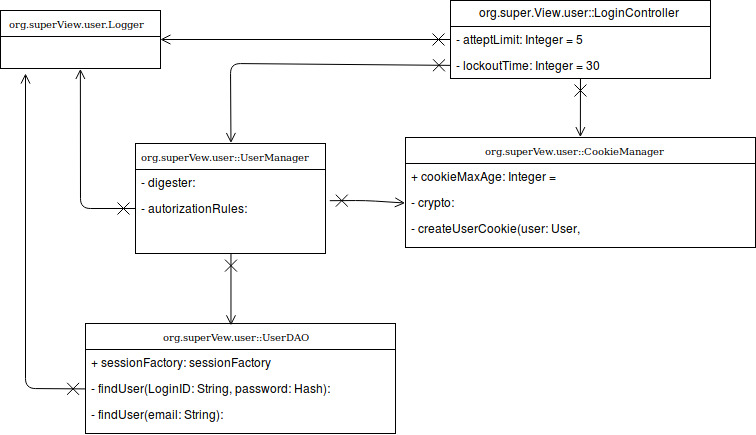 org.superView.user.Logger
org.super.View.user::LoginController
- atteptLimit: Integer = 5
- lockoutTime: Integer = 30
org.superVew.user::UserManager
- digester:
- autorizationRules:
org.superVew.user::CookieManager
+ cookieMaxAge: Integer =
- crypto:
- createUserCookie(user: User,
org.superVew.user::UserDAO
+ sessionFactory: sessionFactory
- findUser(LoginID: String, password: Hash):
- findUser(email: String):